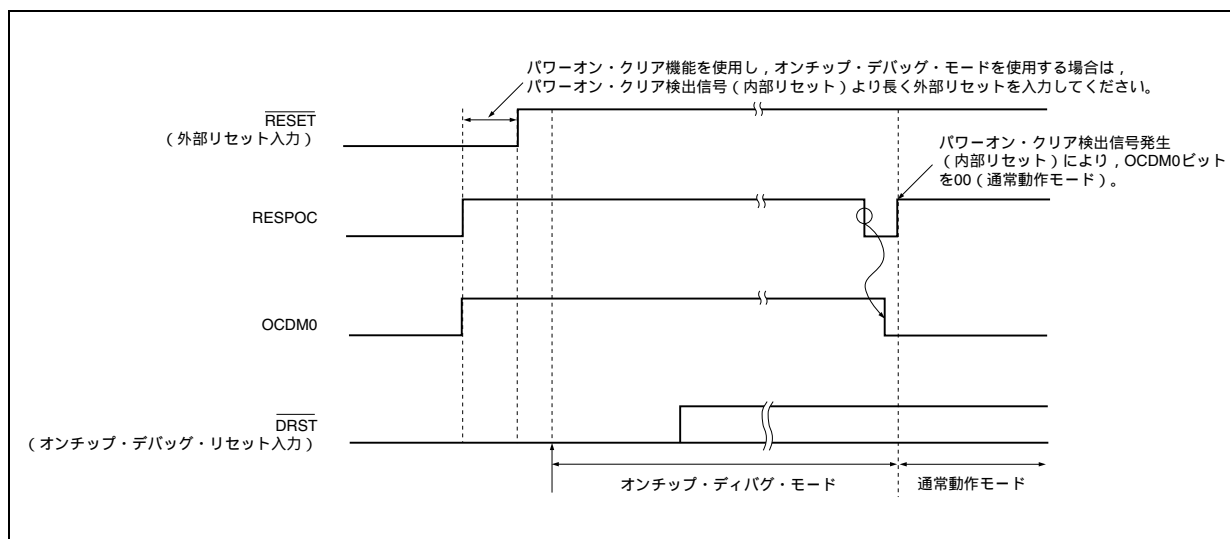 パワーオン・クリア機能を使用し，オンチップ・デバッグ・モードを使用する場合は，
パワーオン・クリア検出信号（内部リセット）より長く外部リセットを入力してください。
RESET
（外部リセット入力）
パワーオン・クリア検出信号発生
（内部リセット）により，OCDM0ビット
を00（通常動作モード）。
RESPOC
OCDM0
DRST
（オンチップ・デバッグ・リセット入力）
オンチップ・ディバグ・モード
通常動作モード